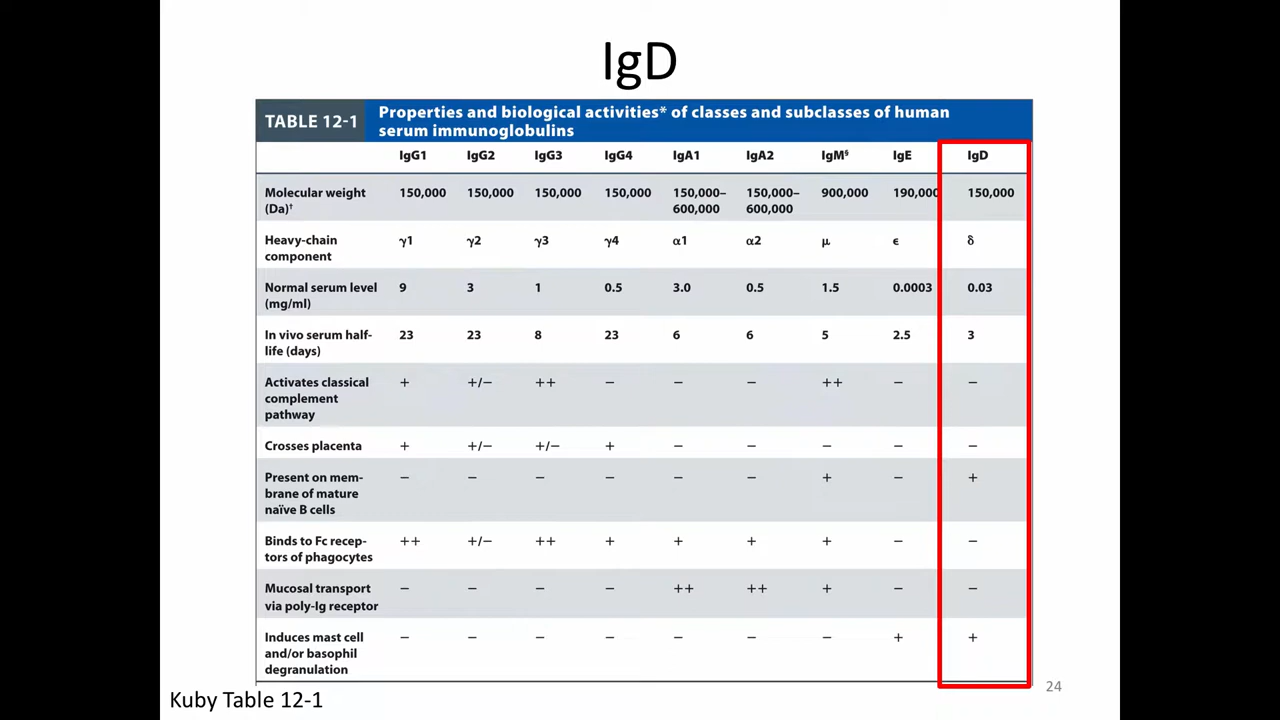 IgD
TABLE 12-1
Properties and biological activities* of classes and subclasses of human
serum immunoglobulins
IgG1 IgG2 IgG3 IgG4 IgA1 IgA2 IgM§ IgE IgD
Molecular weight 150,000 150,000 150,000 150,000 150,000– 150,000– 900,000 190,000 150,000
(Da)† 600,000 600,000
Heavy-chain γ1 γ2 γ3 γ4 α1 α2 μ ϵ δ
component
Normal serum level 9 3 1 0.5 3.0 0.5 1.5 0.0003 0.03
(mg/ml)
In vivo serum half- 23 23 8 23 6 6 5 2.5 3
life (days)
Activates classical + +/− ++ − − − ++ − −
complement
pathway
Crosses placenta + +/− +/− + − − − − −
Present on mem- − − − − − − + − +
brane of mature
naïve B cells
Binds to Fc recep- ++ +/− ++ + + + + − −
tors of phagocytes
Mucosal transport − − − − ++ ++ + − −
via poly-Ig receptor
Induces mast cell − − − − − − − + +
and/or basophil
degranulation
24
Kuby Table 12-1